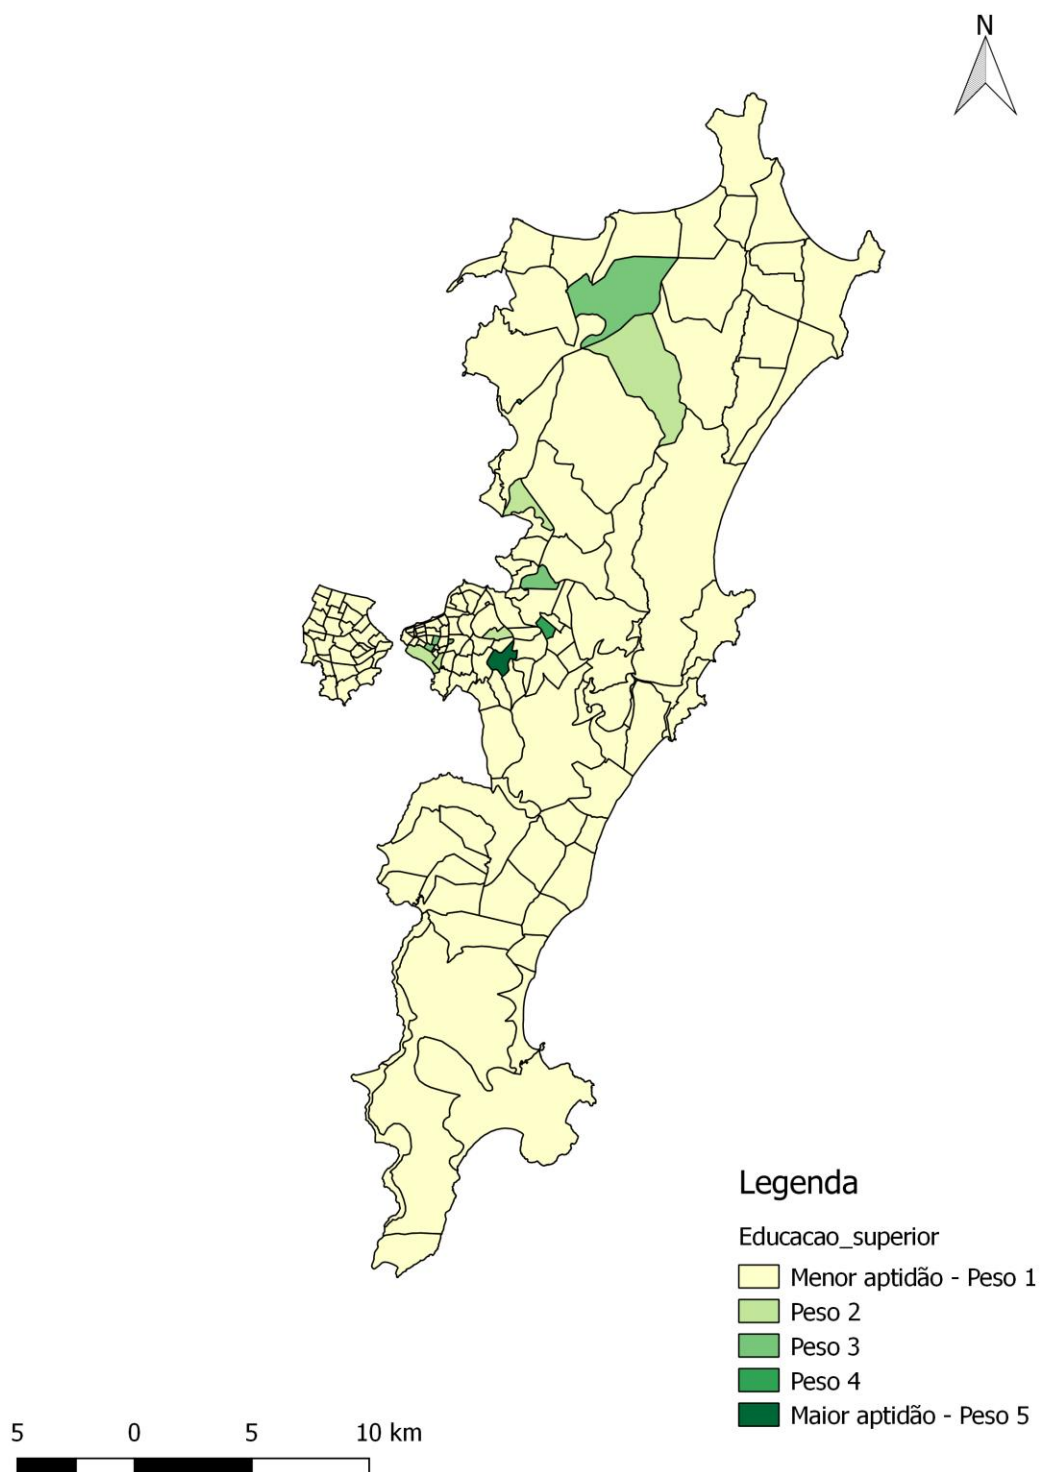 N
Legenda
Educacao_superior
Menor aptidão - Peso 1
Peso 2
Peso 3
Peso 4
Maior aptidão - Peso 5
5 0 5 10 km